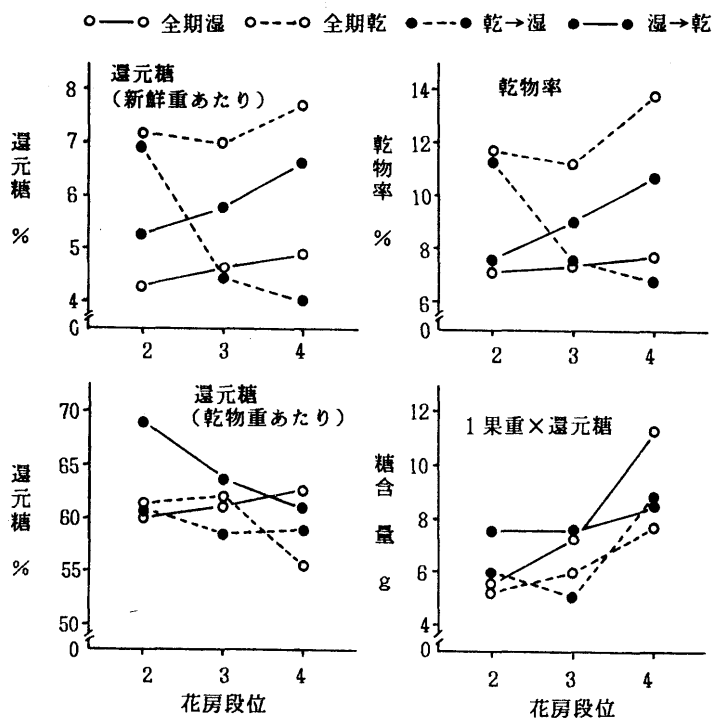 全期湿 全期乾 乾→湿 湿→乾
還元糖
(新鮮重あたり)
還元糖 %
8
7
6
5
4
0
2 3 4
乾物率
乾物率 %
14
12
10
8
6
0
2 3 4
還元糖
(乾物重あたり)
還元糖 %
70
65
60
55
50
0
2 3 4
花房段位
1果重×還元糖
糖含量 g
12
10
8
6
4
0
2 3 4
花房段位